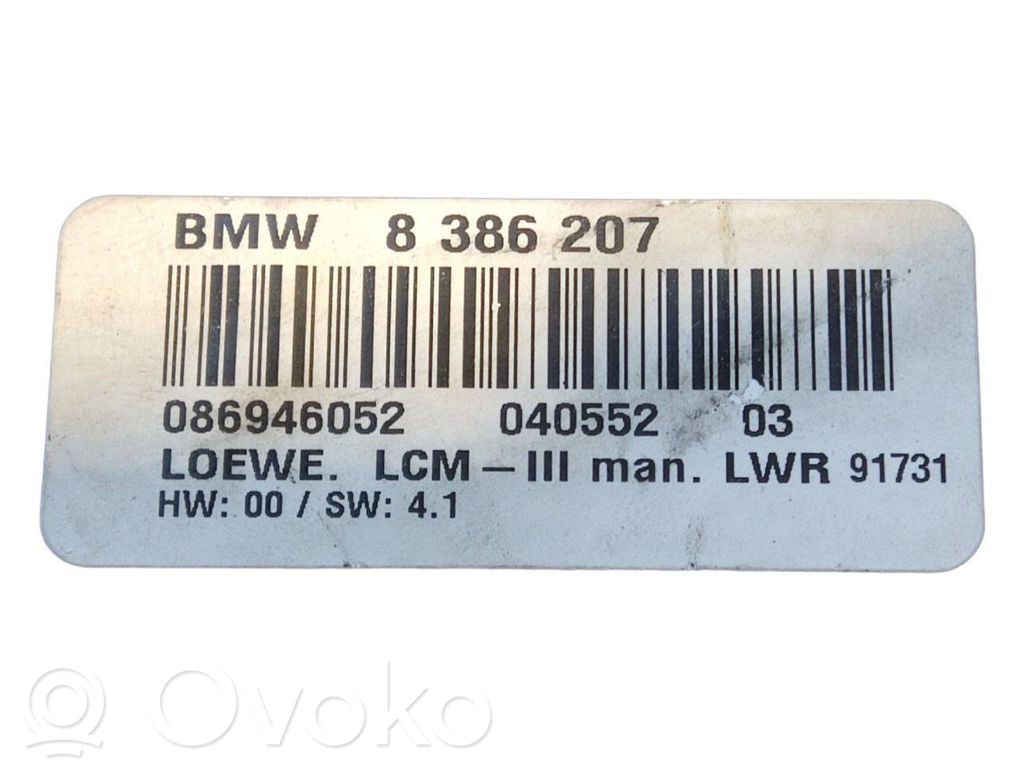 BMW 8 386 207
086946052 040552 03
LOEWE. LCM-III man. LWR 91731
HW: 00 / SW: 4.1
Ovoko